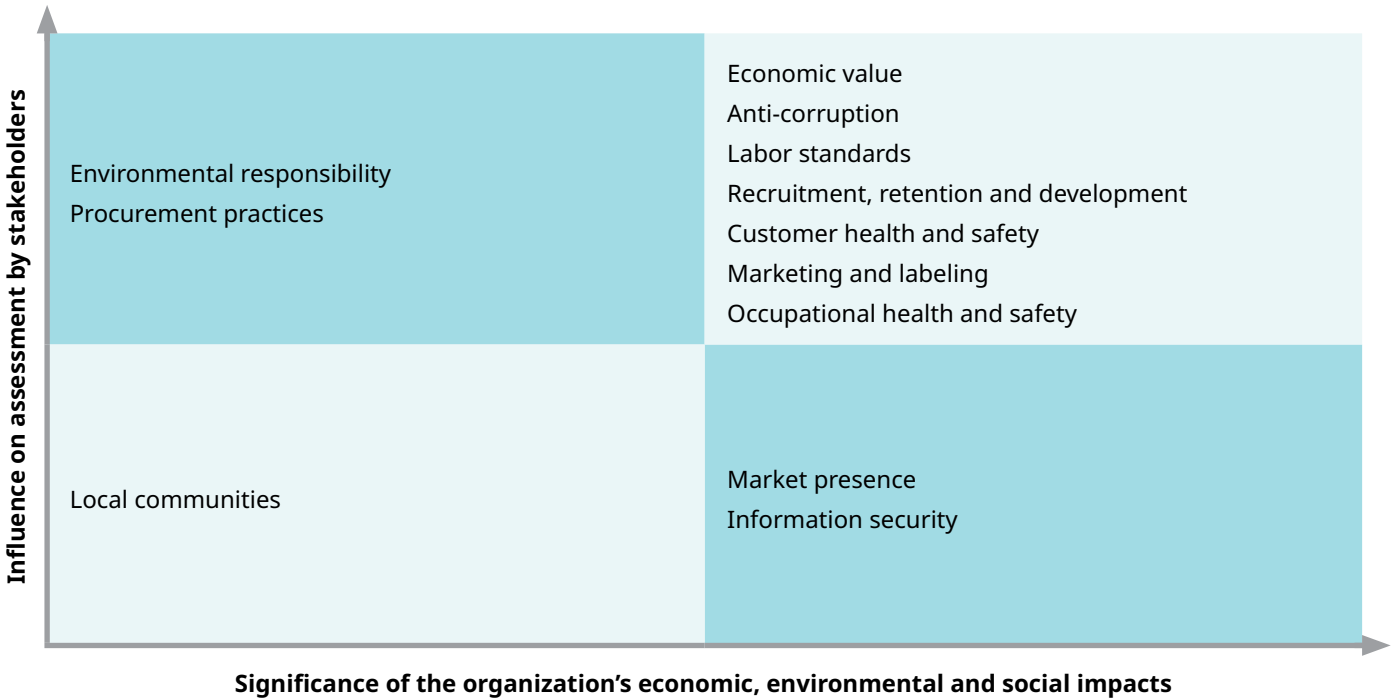 Influence on assessment by stakeholders
Environmental responsibility
Procurement practices
Economic value
Anti-corruption
Labor standards
Recruitment, retention and development
Customer health and safety
Marketing and labeling
Occupational health and safety
Local communities
Market presence
Information security
Significance of the organization’s economic, environmental and social impacts